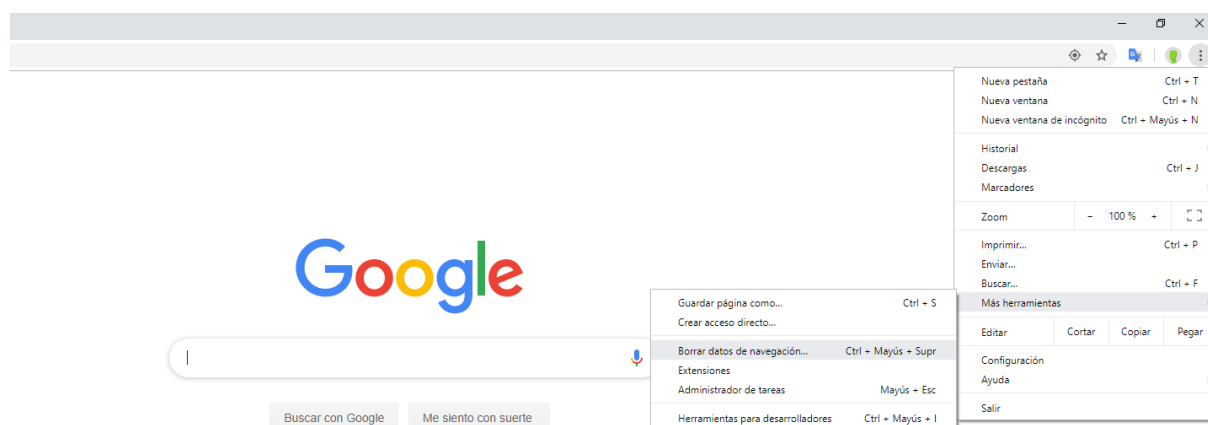 Nueva pestaña Ctrl + T
Nueva ventana Ctrl + N
Nueva ventana de incógnito Ctrl + Mayús + N
Historial
Descargas Ctrl + J
Marcadores
Zoom - 100 % +
Imprimir... Ctrl + P
Enviar...
Buscar... Ctrl + F
Más herramientas
Editar Cortar Copiar Pegar
Configuración
Ayuda
Salir
Google
Guardar página como... Ctrl + S
Crear acceso directo...
Borrar datos de navegación... Ctrl + Mayús + Supr
Extensiones
Administrador de tareas Mayús + Esc
Herramientas para desarrolladores Ctrl + Mayús + I
Buscar con Google Me siento con suerte